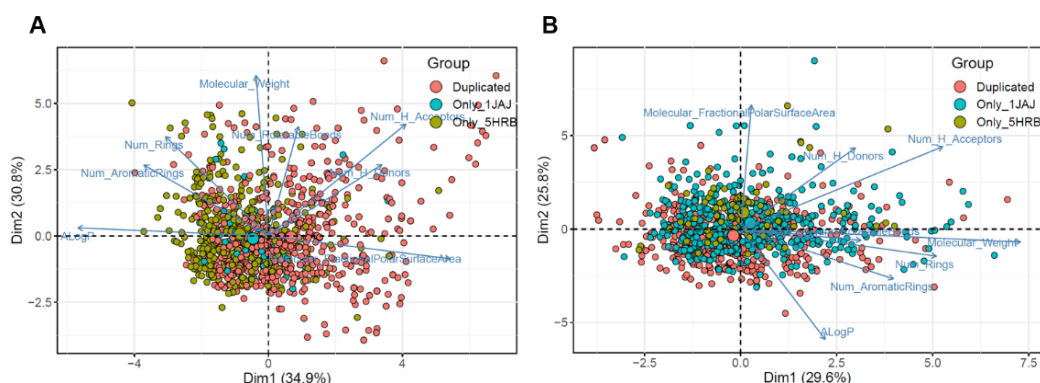 A
Group
Duplicated
Only_1JAJ
Only_5HRB
Molecular_Weight
Num_H_Acceptors
Num_Rings
Num_H_Donors
Num_AromaticRings
ALogP
5.0
2.5
0.0
-2.5
Dim2 (30.8%)
-4
0
4
Dim1 (34.9%)
B
Group
Duplicated
Only_1JAJ
Only_5HRB
Molecular_FractionalPolarSurfaceArea
Num_H_Acceptors
Num_H_Donors
Molecular_Weight
Num_Rings
Num_AromaticRings
ALogP
5
0
-5
Dim2 (25.8%)
-2.5
0.0
2.5
5.0
7.5
Dim1 (29.6%)